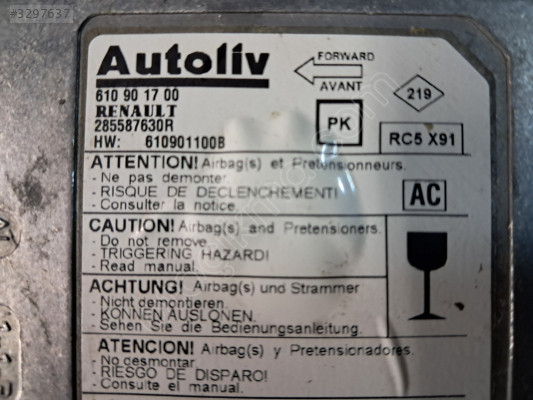 #3297637
Autoliv
FORWARD
AVANT
610 90 17 00
RENAULT
285587630R
HW: 610901100B
219
PK
RC5 X91
ATTENTION! Airbag(s) et Pretensionneurs.
- Ne pas demonter.
- RISQUE DE DECLENCHEMENT!
- Consulter la notice.
AC
CAUTION! Airbag(s) and Pretensioners.
- Do not remove.
- TRIGGERING HAZARD!
- Read manual.
ACHTUNG! Airbag(s) und Strammer
- Nicht demontieren.
- KONNEN AUSLONEN.
- Sehen Sie die Bedienungsanleitung.
ATENCION! Airbag(s) y Pretensionadores.
- No desmontar.
- RIESGO DE DISPARO!
- Consulte el manual.